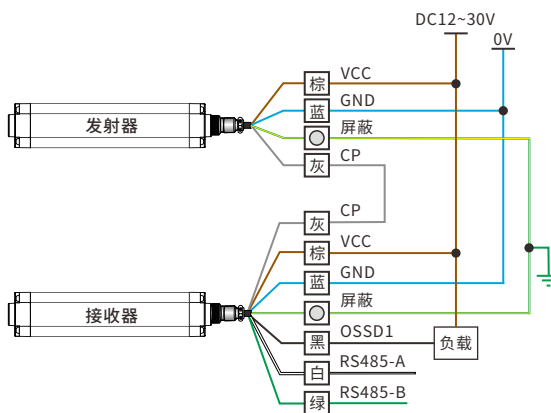 DC12~30V
0V
发射器
棕 VCC
蓝 GND
屏蔽
灰 CP
灰 CP
棕 VCC
蓝 GND
屏蔽
接收器
黑 OSSD1
负载
白 RS485-A
绿 RS485-B